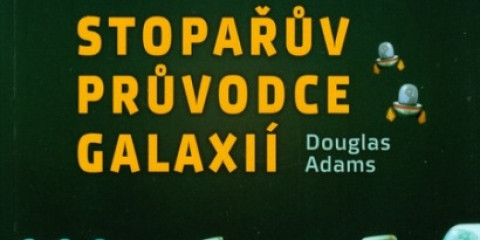 STOPAŘŮV
PRŮVODCE
GALAXIÍ
Douglas
Adams